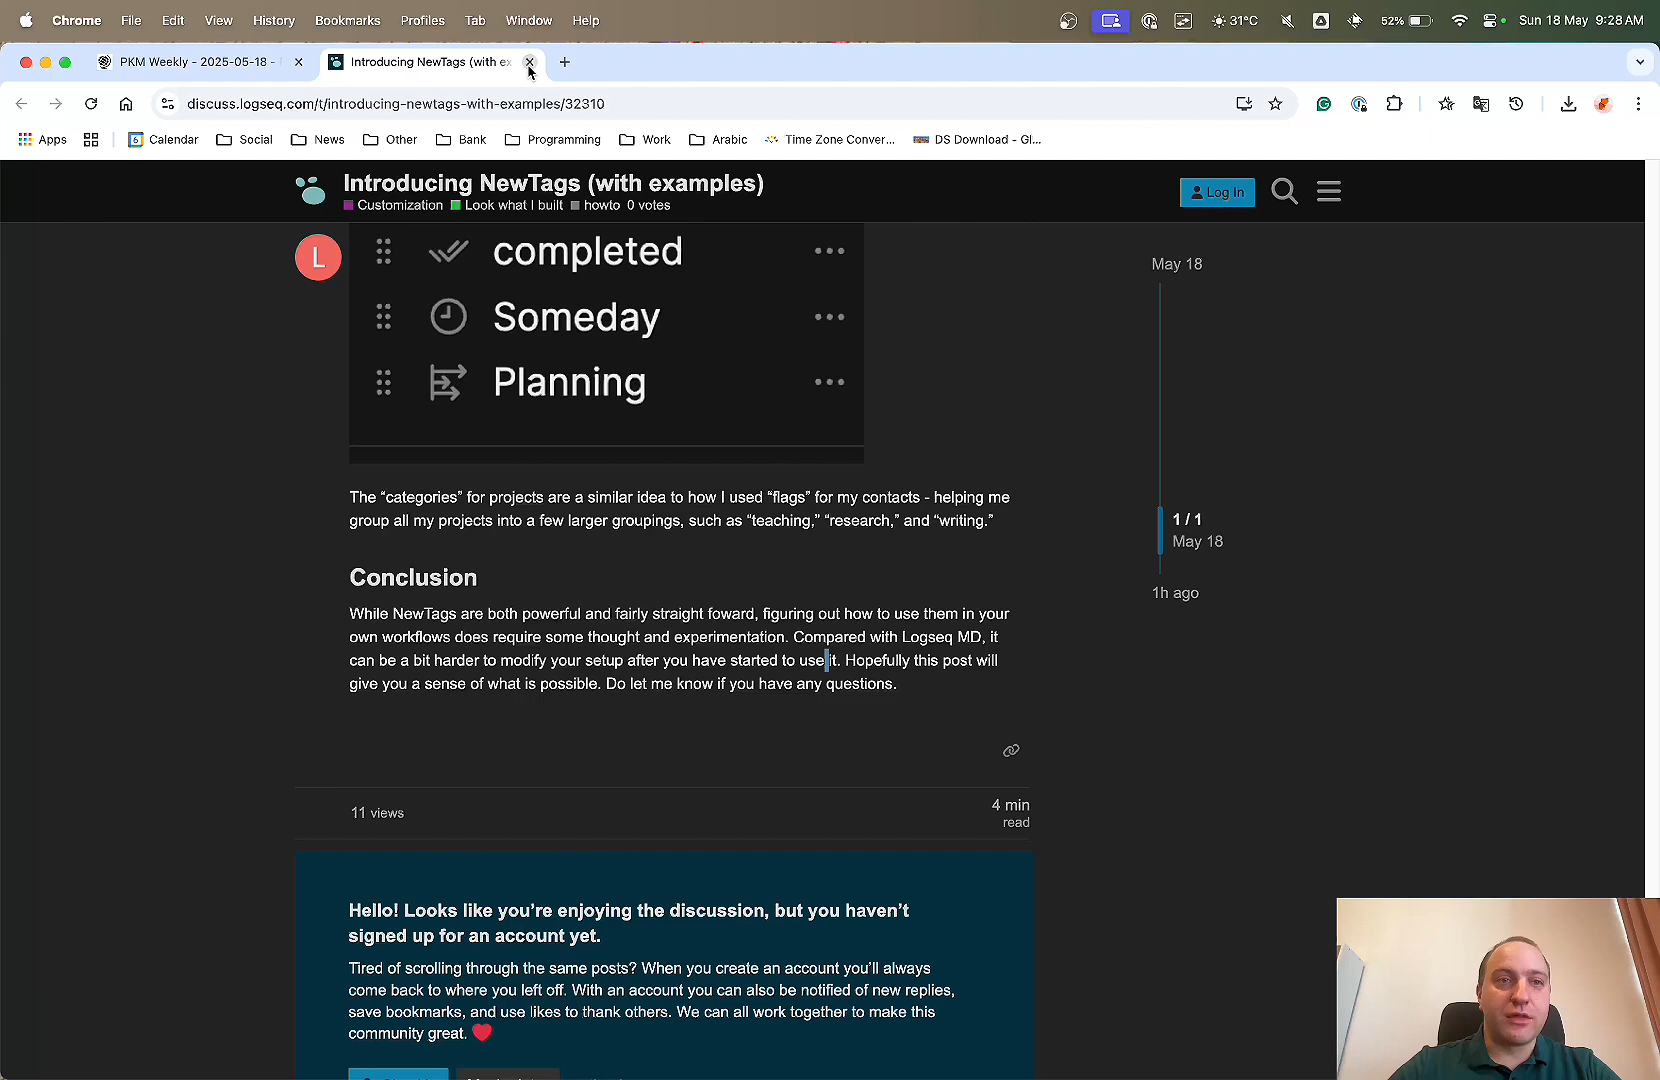 Chrome File Edit View History Bookmarks Profiles Tab Window Help 31°C 52% Sun 18 May 9:28 AM
PKM Weekly - 2025-05-18 - Introducing NewTags (with ex
discuss.logseq.com/t/introducing-newtags-with-examples/32310
Apps Calendar Social News Other Bank Programming Work Arabic Time Zone Conver... DS Download - Gl...
Introducing NewTags (with examples)
Customization Look what I built howto 0 votes
Log In
L
completed
Someday
Planning
May 18
1 / 1
May 18
1h ago
The “categories” for projects are a similar idea to how I used “flags” for my contacts - helping me
group all my projects into a few larger groupings, such as “teaching,” “research,” and “writing.”
Conclusion
While NewTags are both powerful and fairly straight foward, figuring out how to use them in your
own workflows does require some thought and experimentation. Compared with Logseq MD, it
can be a bit harder to modify your setup after you have started to use it. Hopefully this post will
give you a sense of what is possible. Do let me know if you have any questions.
11 views
4 min
read
Hello! Looks like you’re enjoying the discussion, but you haven’t
signed up for an account yet.
Tired of scrolling through the same posts? When you create an account you’ll always
come back to where you left off. With an account you can also be notified of new replies,
save bookmarks, and use likes to thank others. We can all work together to make this
community great.